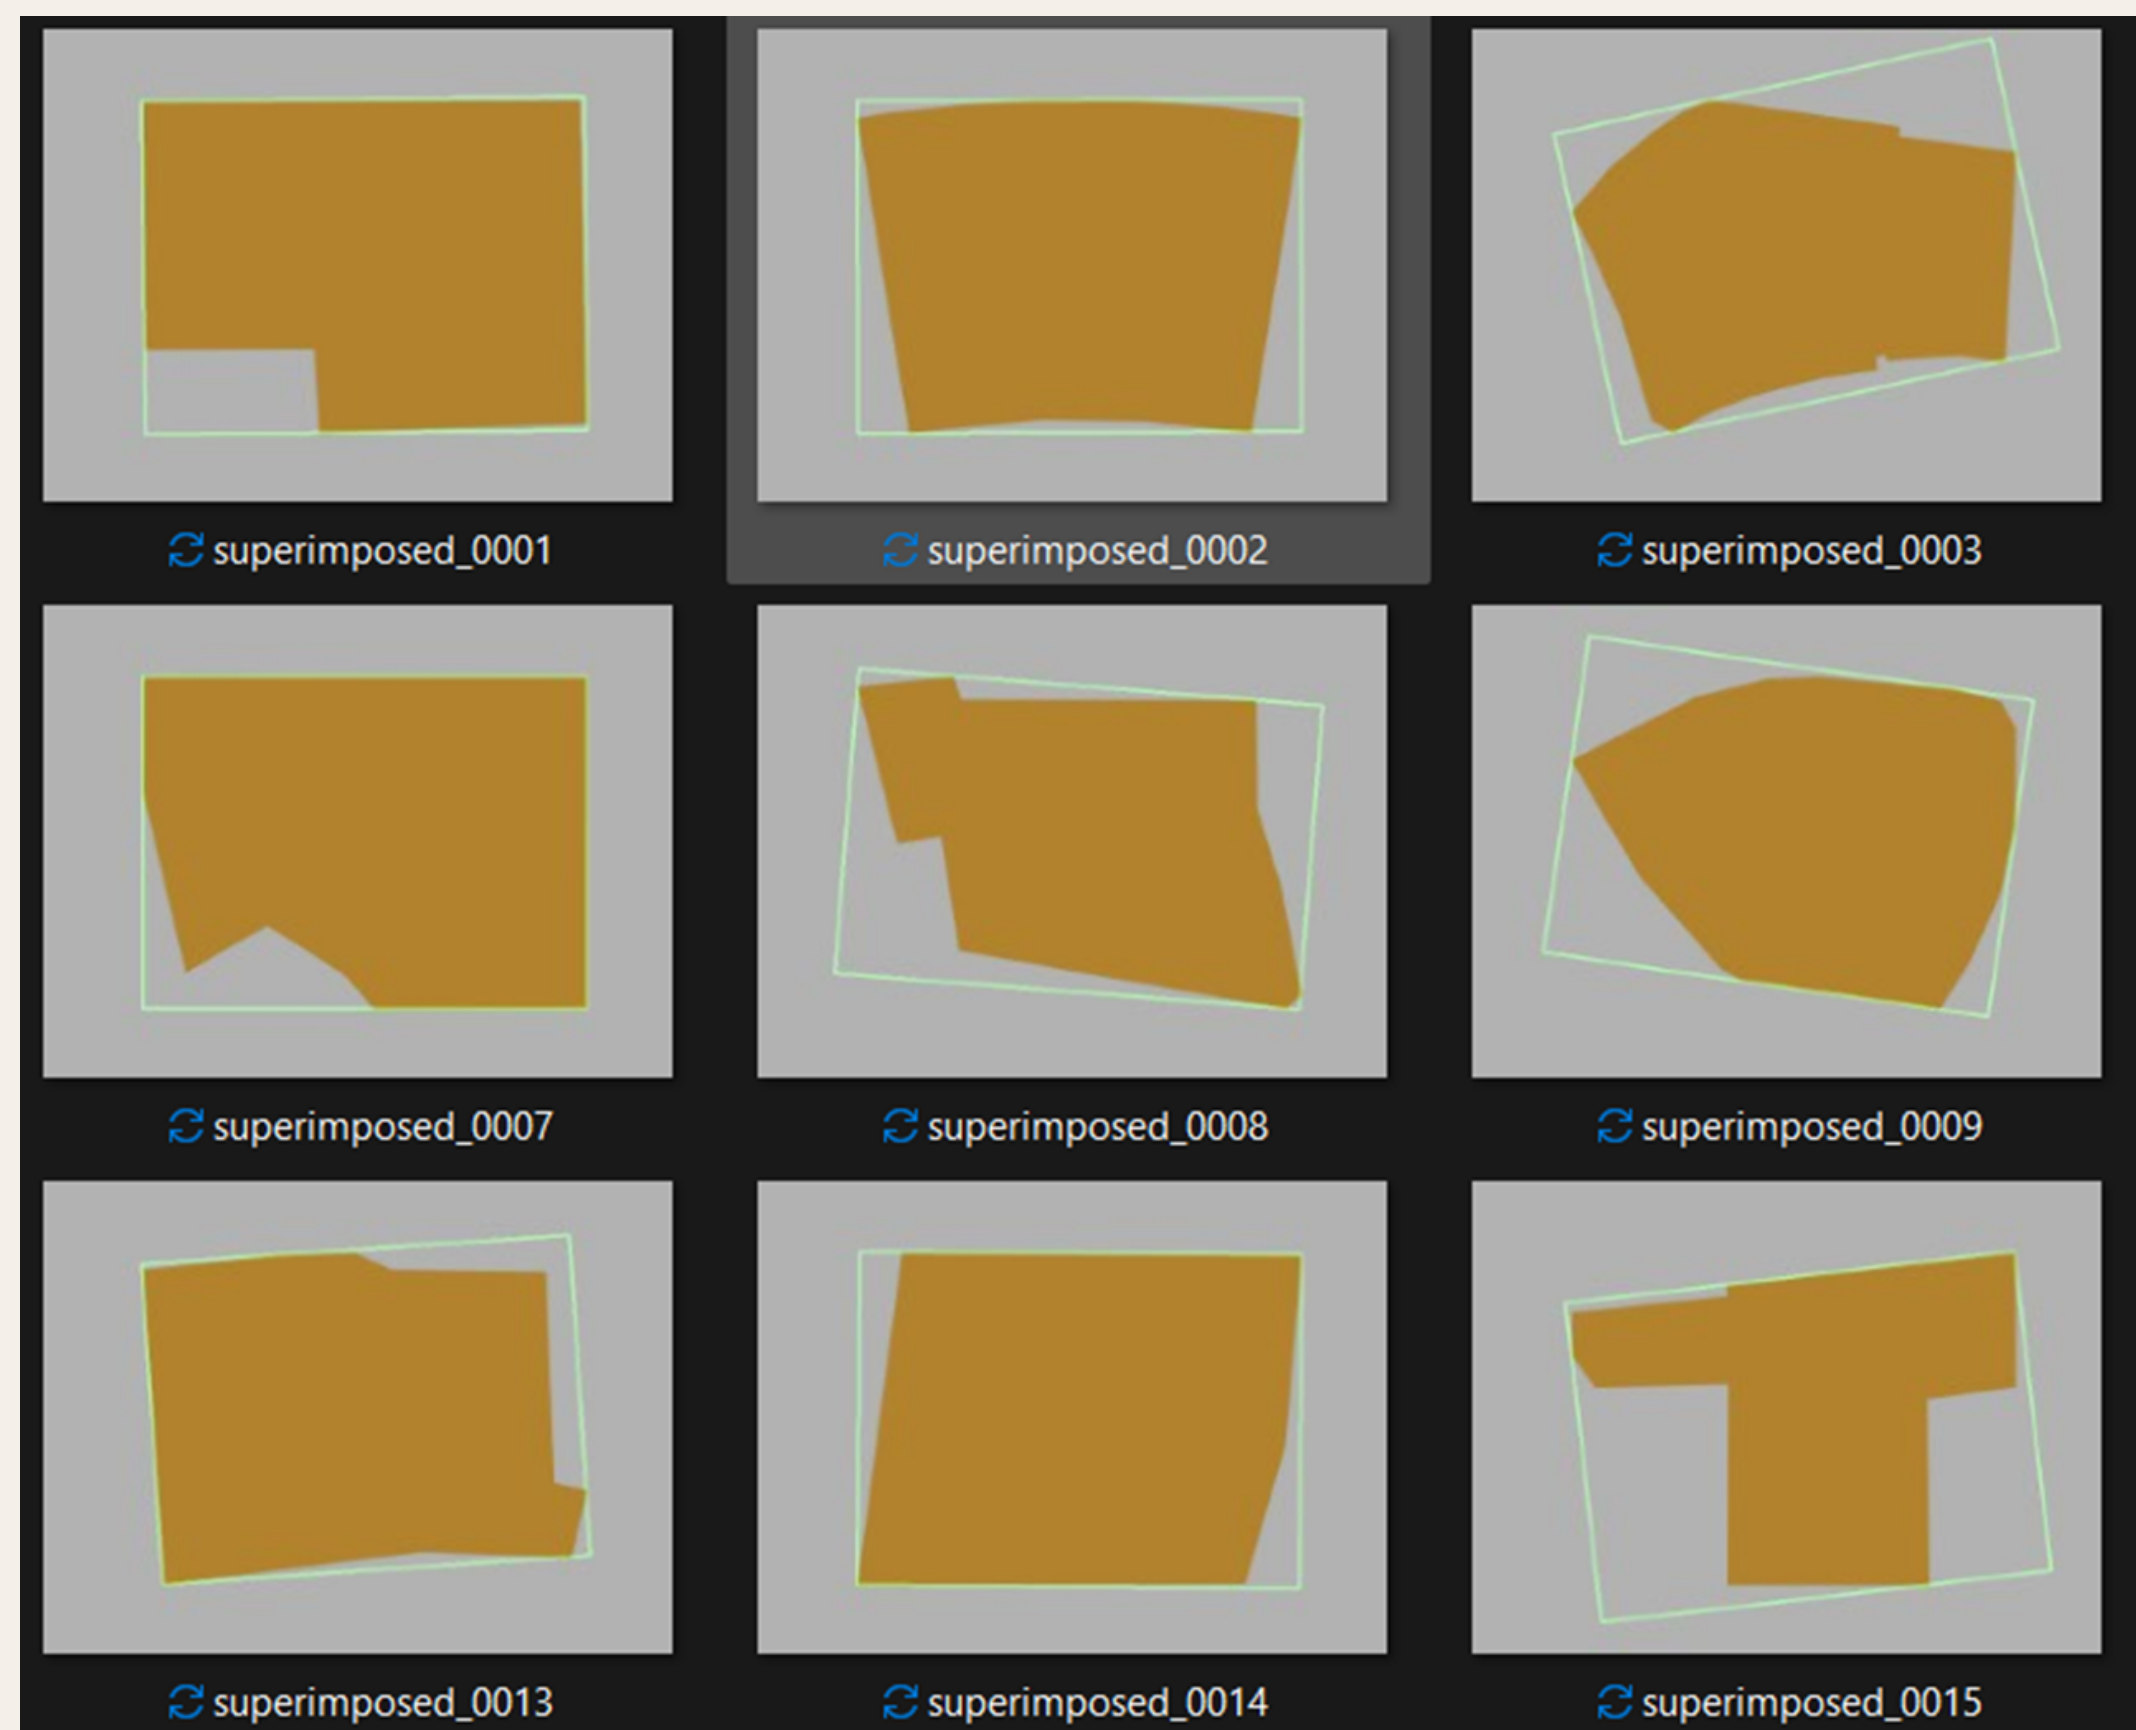 superimposed_0001
superimposed_0002
superimposed_0003
superimposed_0007
superimposed_0008
superimposed_0009
superimposed_0013
superimposed_0014
superimposed_0015